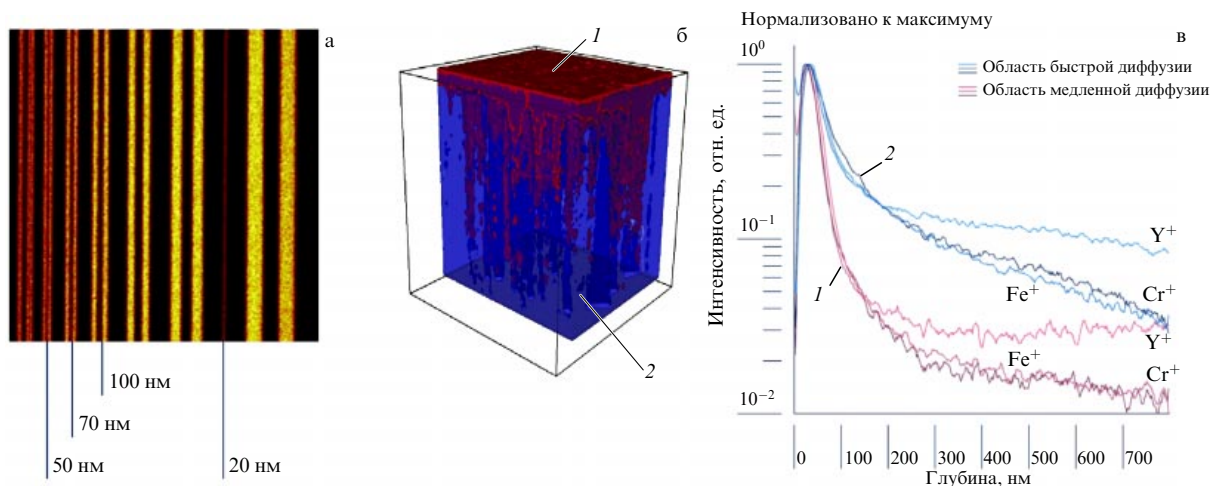 а
100 нм
70 нм
50 нм
20 нм
б
1
2
в
Нормализовано к максимуму
Интенсивность, отн. ед.
10⁰
10⁻¹
10⁻²
Область быстрой диффузии
Область медленной диффузии
2
1
Y⁺
Fe⁺
Cr⁺
Y⁺
Fe⁺
Cr⁺
0 100 200 300 400 500 600 700
Глубина, нм